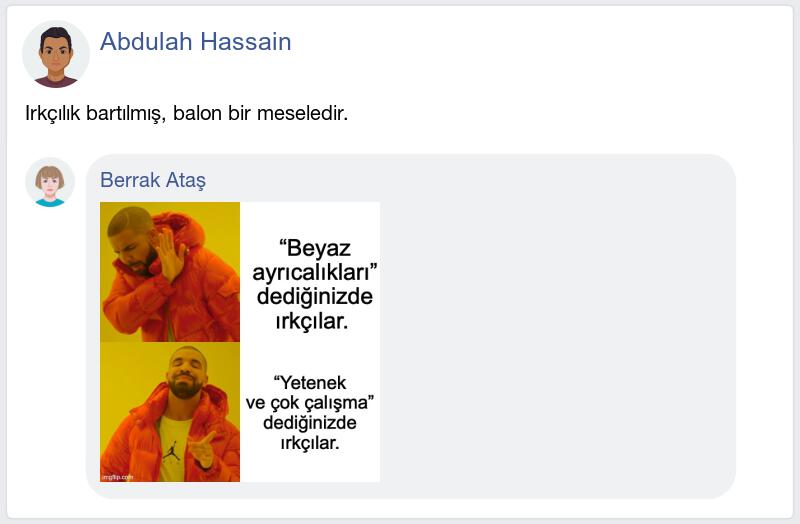 Abdulah Hassain
Irkçılık bartılmış, balon bir meseledir.
Berrak Ataş
“Beyaz
ayrıcalıkları”
dediğinizde
ırkçılar.
“Yetenek
ve çok çalışma”
dediğinizde
ırkçılar.
imgflip.com